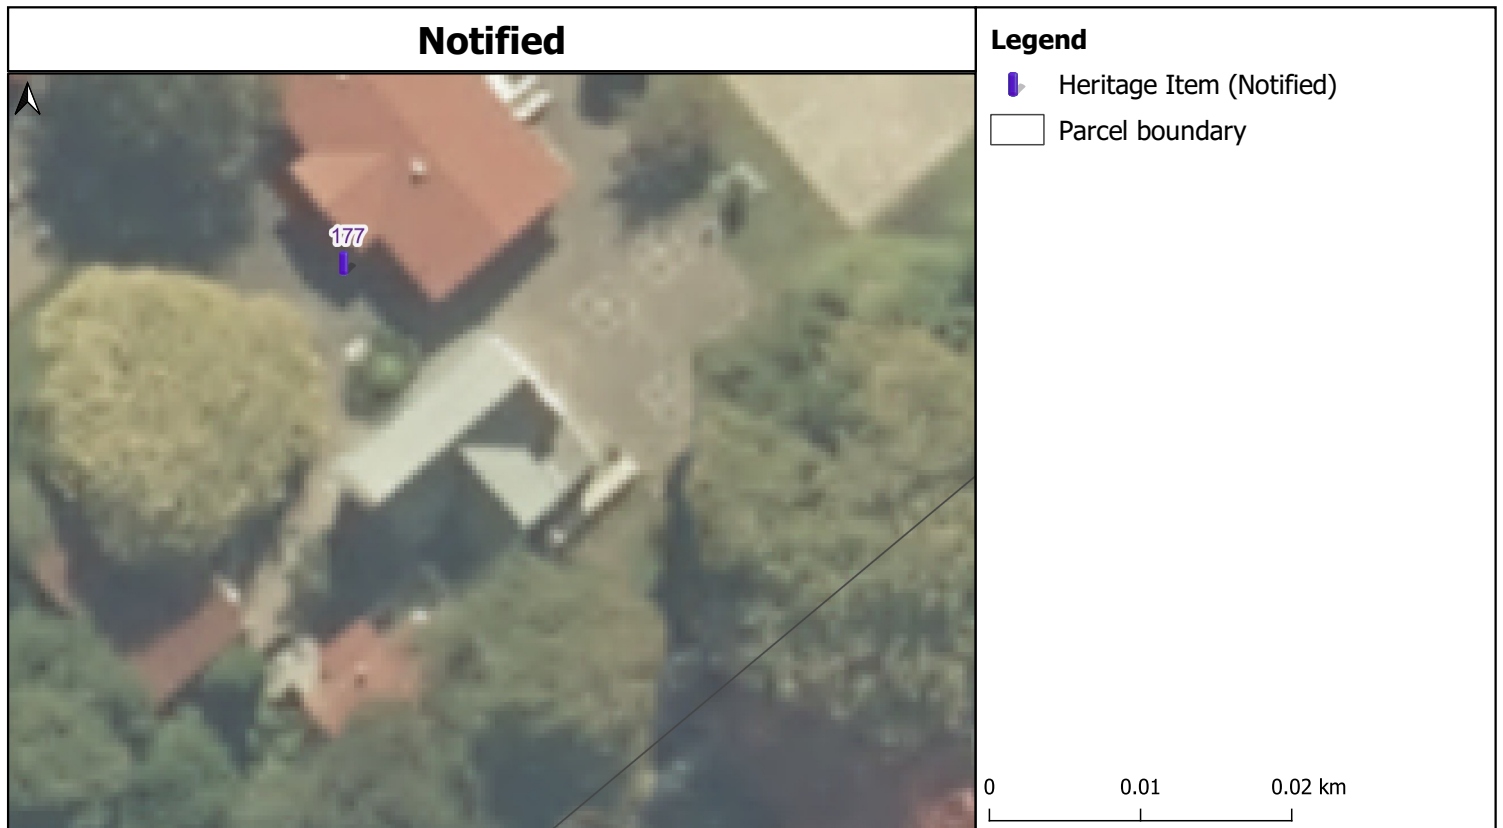 Notified
177
Legend
Heritage Item (Notified)
Parcel boundary
0 0.01 0.02 km